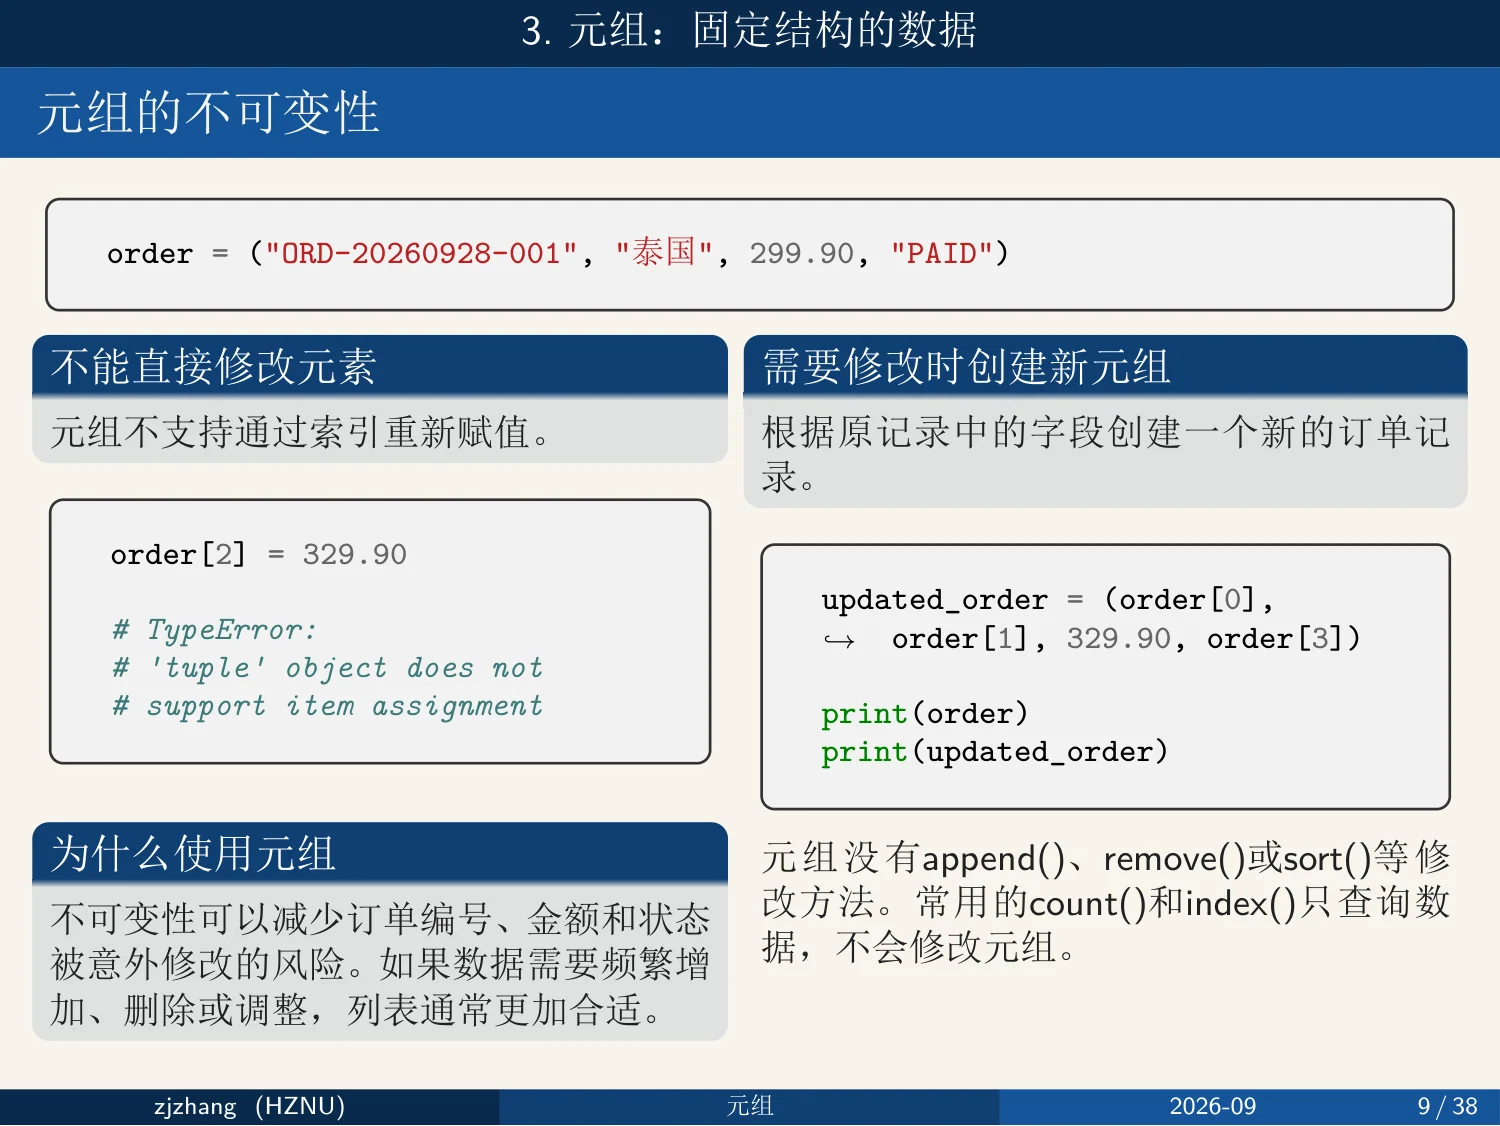 3. 元组：固定结构的数据
元组的不可变性
order = ("ORD-20260928-001", "泰国", 299.90, "PAID")
不能直接修改元素
元组不支持通过索引重新赋值。
order[2] = 329.90
# TypeError:
# 'tuple' object does not
# support item assignment
为什么使用元组
不可变性可以减少订单编号、金额和状态
被意外修改的风险。如果数据需要频繁增
加、删除或调整，列表通常更加合适。
需要修改时创建新元组
根据原记录中的字段创建一个新的订单记
录。
updated_order = (order[0],
↪ order[1], 329.90, order[3])
print(order)
print(updated_order)
元组没有append()、remove()或sort()等修
改方法。常用的count()和index()只查询数
据，不会修改元组。
zjzhang (HZNU)
元组
2026-09
9 / 38